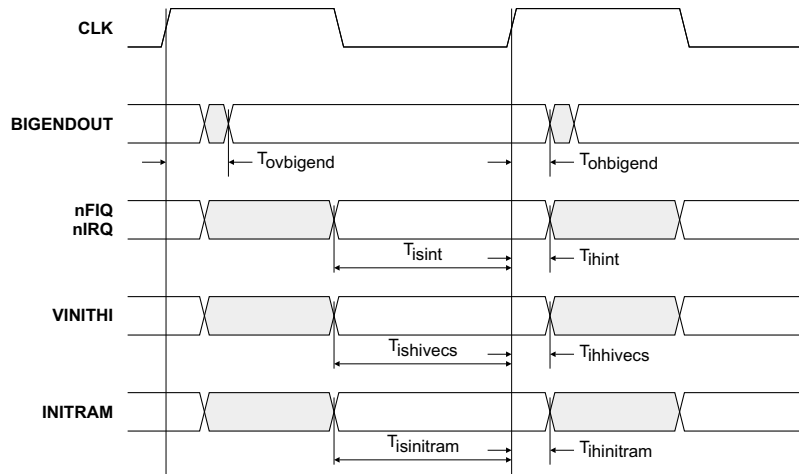 CLK
BIGENDOUT
Tovbigend
Tohbigend
nFIQ
nIRQ
Tisint
Tihint
VINITHI
Tishivecs
Tihhivecs
INITRAM
Tisinitram
Tihinitram